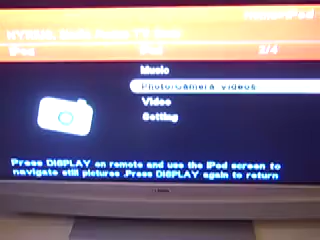 iPod iPod 2/4
Music
Photo/Camera videos
Video
Setting
Press DISPLAY on remote and use the iPod screen to
navigate still pictures .Press DISPLAY again to return